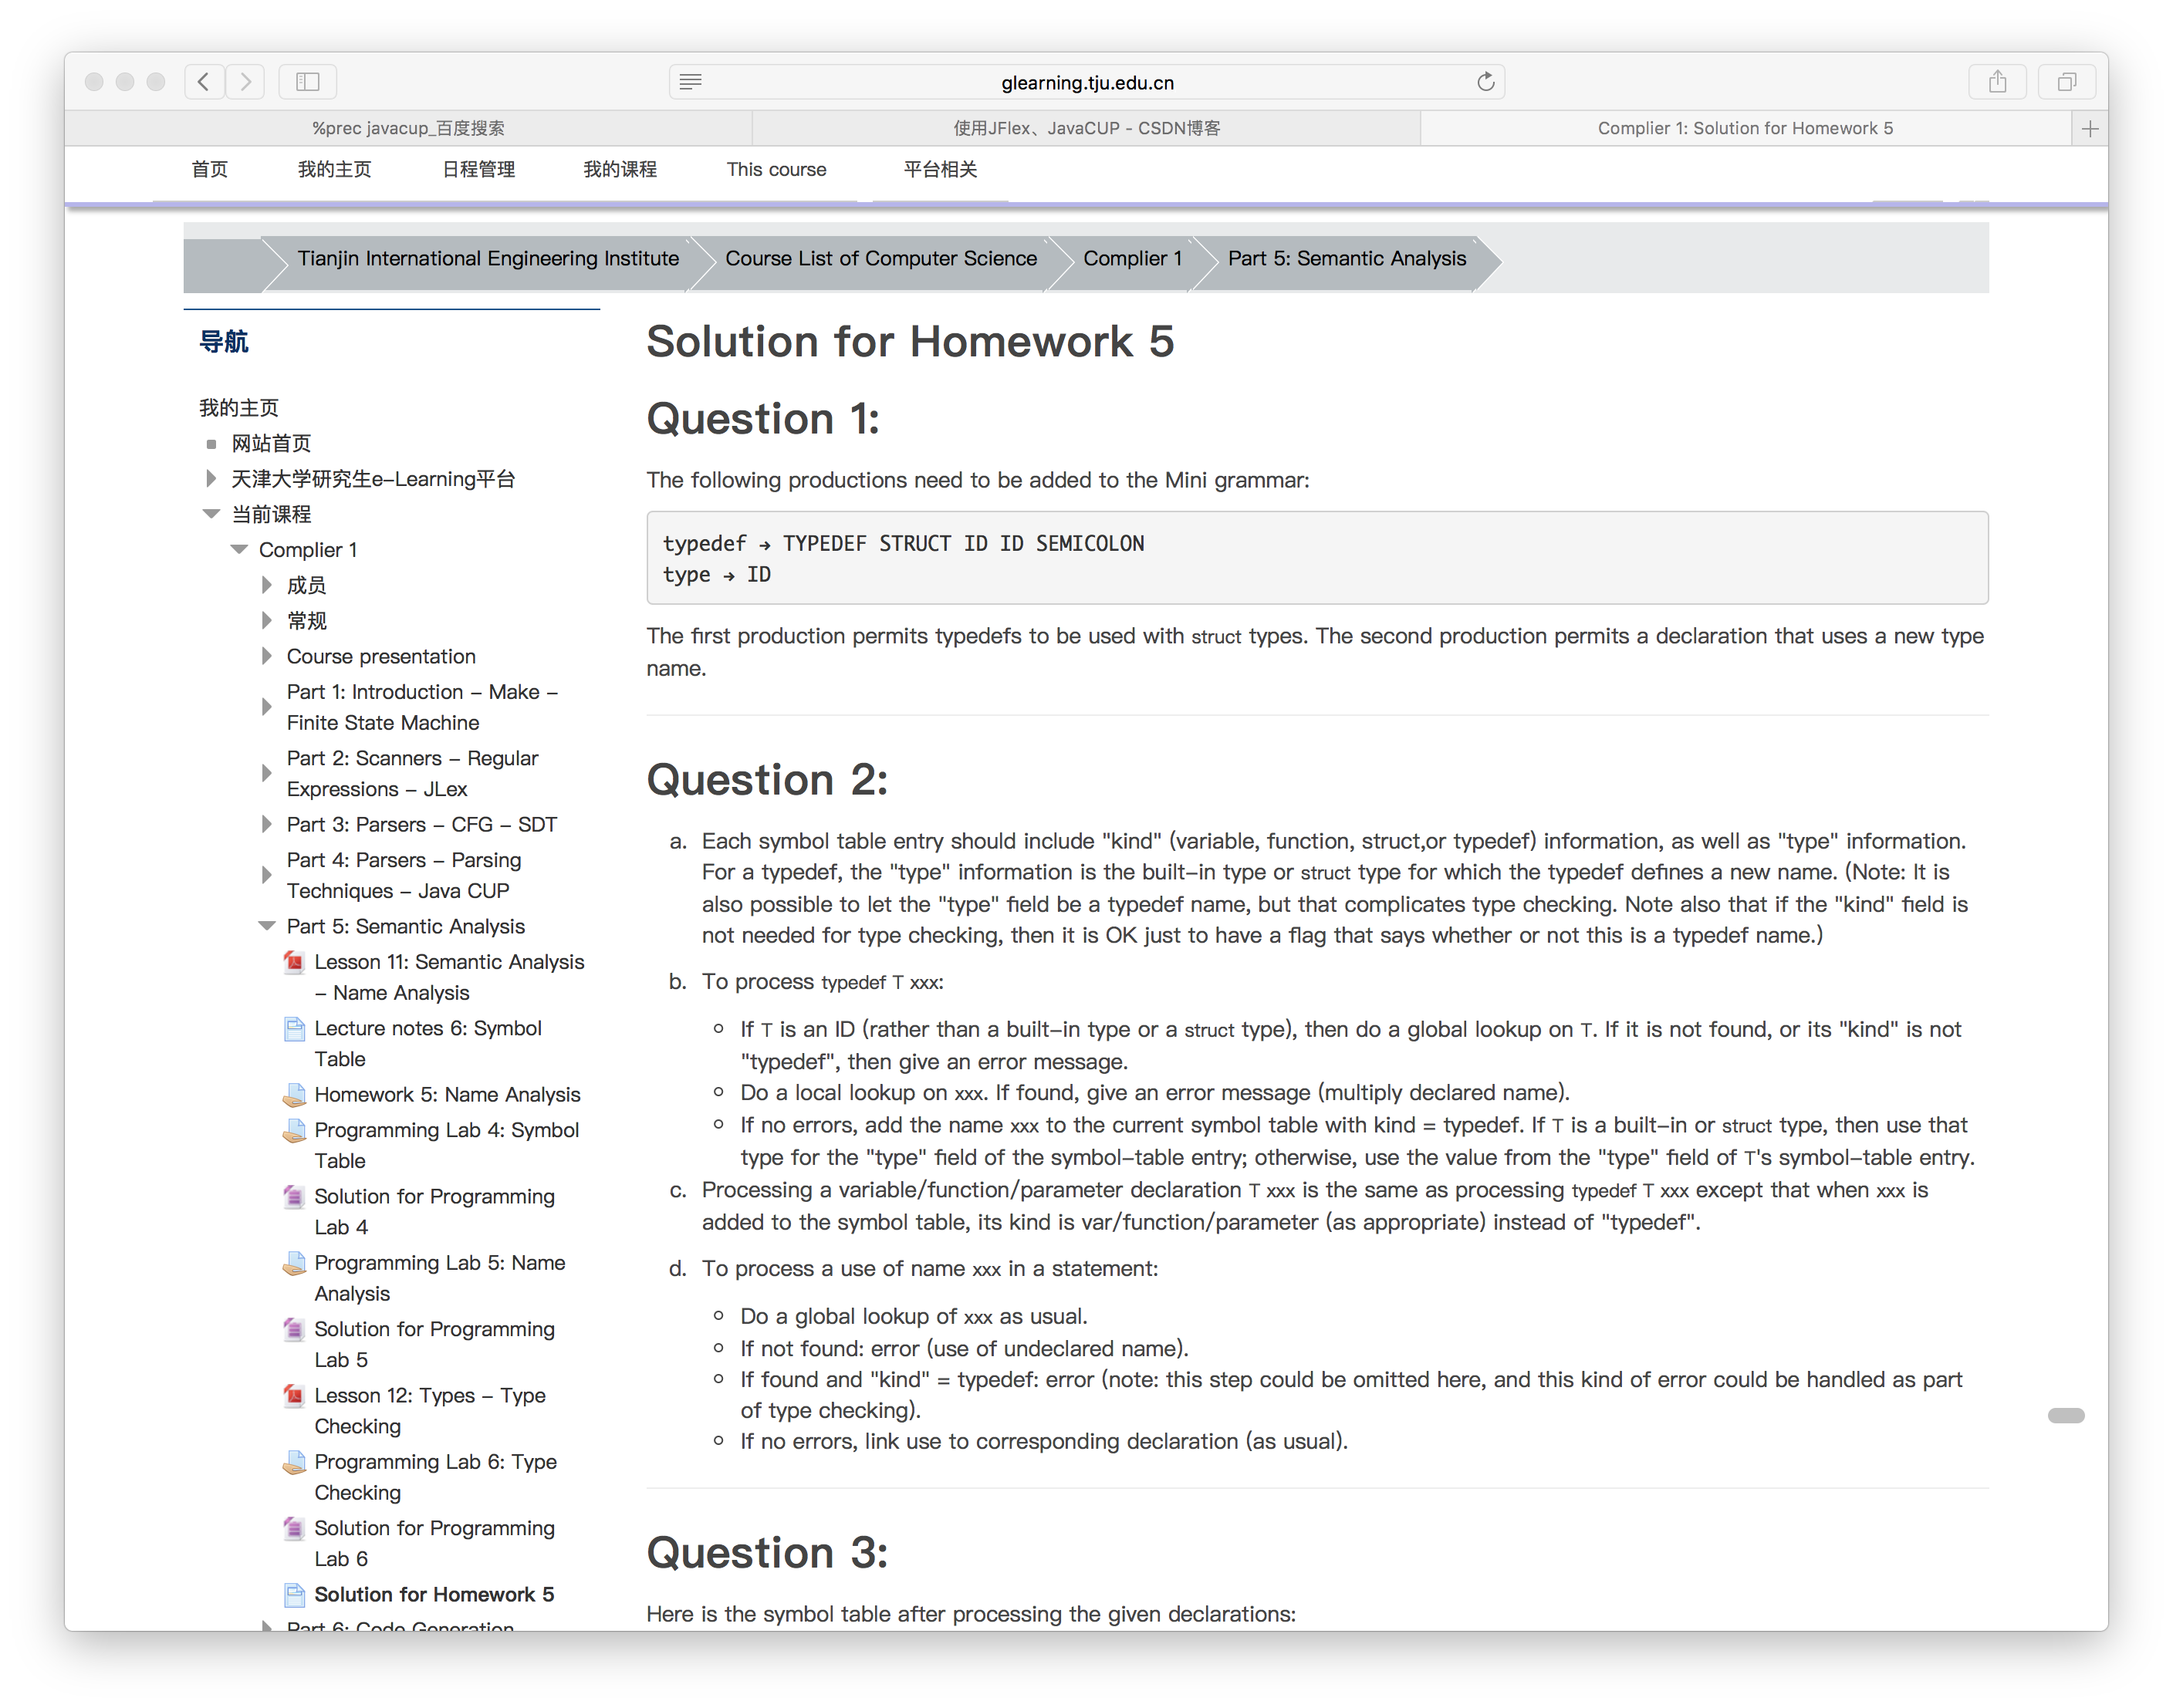 glearning.tju.edu.cn
%prec javacup_百度搜索
使用JFlex、JavaCUP - CSDN博客
Complier 1: Solution for Homework 5
首页
我的主页
日程管理
我的课程
This course
平台相关
Tianjin International Engineering Institute
Course List of Computer Science
Complier 1
Part 5: Semantic Analysis
导航
我的主页
网站首页
天津大学研究生e-Learning平台
当前课程
Complier 1
成员
常规
Course presentation
Part 1: Introduction – Make –
Finite State Machine
Part 2: Scanners – Regular
Expressions – JLex
Part 3: Parsers – CFG – SDT
Part 4: Parsers – Parsing
Techniques – Java CUP
Part 5: Semantic Analysis
Lesson 11: Semantic Analysis
– Name Analysis
Lecture notes 6: Symbol
Table
Homework 5: Name Analysis
Programming Lab 4: Symbol
Table
Solution for Programming
Lab 4
Programming Lab 5: Name
Analysis
Solution for Programming
Lab 5
Lesson 12: Types – Type
Checking
Programming Lab 6: Type
Checking
Solution for Programming
Lab 6
Solution for Homework 5
Part 6: Code Generation
Solution for Homework 5
Question 1:
The following productions need to be added to the Mini grammar:
typedef → TYPEDEF STRUCT ID ID SEMICOLON
type → ID
The first production permits typedefs to be used with struct types. The second production permits a declaration that uses a new type
name.
Question 2:
a. Each symbol table entry should include "kind" (variable, function, struct,or typedef) information, as well as "type" information.
For a typedef, the "type" information is the built-in type or struct type for which the typedef defines a new name. (Note: It is
also possible to let the "type" field be a typedef name, but that complicates type checking. Note also that if the "kind" field is
not needed for type checking, then it is OK just to have a flag that says whether or not this is a typedef name.)
b. To process typedef T xxx:
If T is an ID (rather than a built-in type or a struct type), then do a global lookup on T. If it is not found, or its "kind" is not
"typedef", then give an error message.
Do a local lookup on xxx. If found, give an error message (multiply declared name).
If no errors, add the name xxx to the current symbol table with kind = typedef. If T is a built-in or struct type, then use that
type for the "type" field of the symbol-table entry; otherwise, use the value from the "type" field of T's symbol-table entry.
c. Processing a variable/function/parameter declaration T xxx is the same as processing typedef T xxx except that when xxx is
added to the symbol table, its kind is var/function/parameter (as appropriate) instead of "typedef".
d. To process a use of name xxx in a statement:
Do a global lookup of xxx as usual.
If not found: error (use of undeclared name).
If found and "kind" = typedef: error (note: this step could be omitted here, and this kind of error could be handled as part
of type checking).
If no errors, link use to corresponding declaration (as usual).
Question 3:
Here is the symbol table after processing the given declarations: